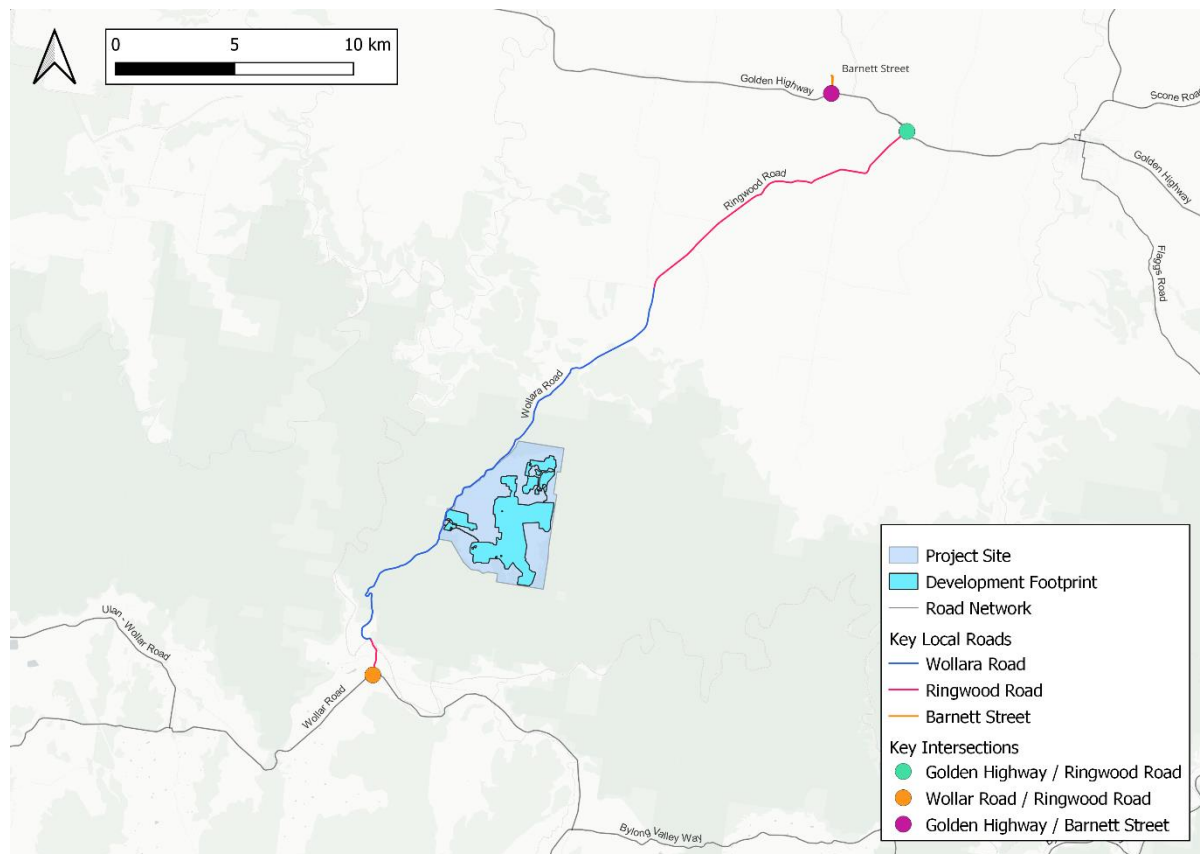 0 5 10 km
Barnett Street
Golden Highway
Scone Road
Golden Highway
Ringwood Road
Flaggs Road
Wollara Road
Ulan - Wollar Road
Wollar Road
Bylong Valley Way
Project Site
Development Footprint
Road Network
Key Local Roads
Wollara Road
Ringwood Road
Barnett Street
Key Intersections
Golden Highway / Ringwood Road
Wollar Road / Ringwood Road
Golden Highway / Barnett Street